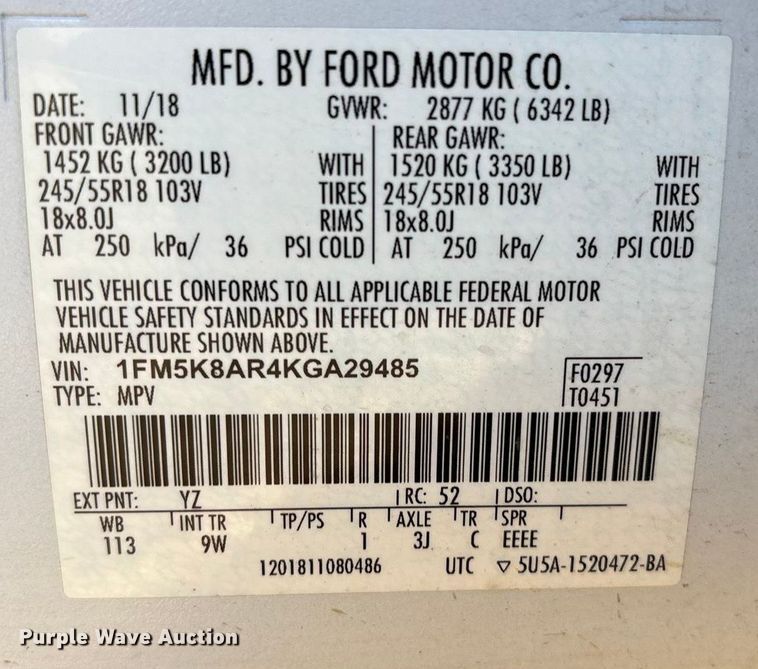 MFD. BY FORD MOTOR CO.
DATE: 11/18 GVWR: 2877 KG ( 6342 LB)
FRONT GAWR: REAR GAWR:
1452 KG ( 3200 LB) WITH 1520 KG ( 3350 LB) WITH
245/55R18 103V TIRES 245/55R18 103V TIRES
18x8.0J RIMS 18x8.0J RIMS
AT 250 kPa/ 36 PSI COLD AT 250 kPa/ 36 PSI COLD
THIS VEHICLE CONFORMS TO ALL APPLICABLE FEDERAL MOTOR
VEHICLE SAFETY STANDARDS IN EFFECT ON THE DATE OF
MANUFACTURE SHOWN ABOVE.
VIN: 1FM5K8AR4KGA29485 F0297
TYPE: MPV T0451
EXT PNT: YZ RC: 52 DSO:
WB INT TR TP/PS R AXLE TR SPR
113 9W 1 3J C EEEE
1201811080486 UTC ▽ 5U5A-1520472-BA
Purple Wave Auction